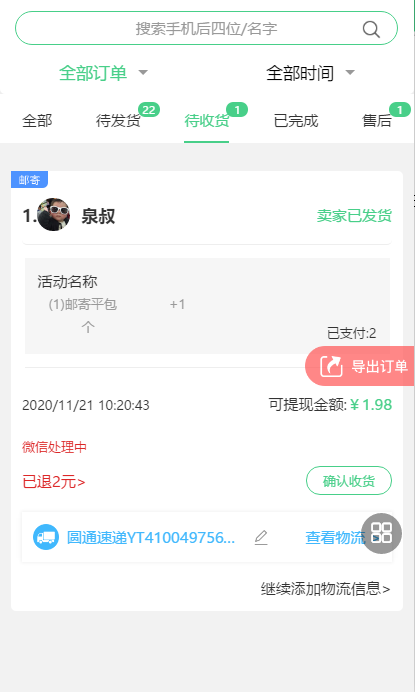 搜索手机后四位/名字
全部订单 全部时间
全部 待发货 22 待收货 1 已完成 售后 1
邮寄
1. 泉叔 卖家已发货
活动名称
(1)邮寄平包 +1
个
已支付:2
导出订单
2020/11/21 10:20:43 可提现金额:¥1.98
微信处理中
已退2元> 确认收货
圆通速递YT410049756... 查看物流
继续添加物流信息>